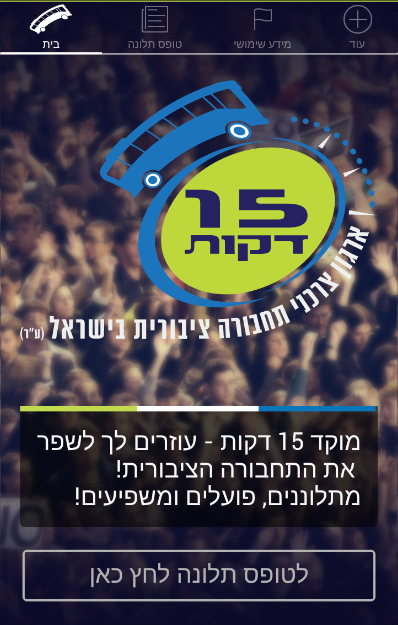 בית
טופס תלונה
מידע שימושי
עוד
15
דקות
ארגון צרכני תחבורה ציבורית בישראל (ע"ר)
מוקד 15 דקות - עוזרים לך לשפר
את התחבורה הציבורית!
מתלוננים, פועלים ומשפיעים!
לטופס תלונה לחץ כאן